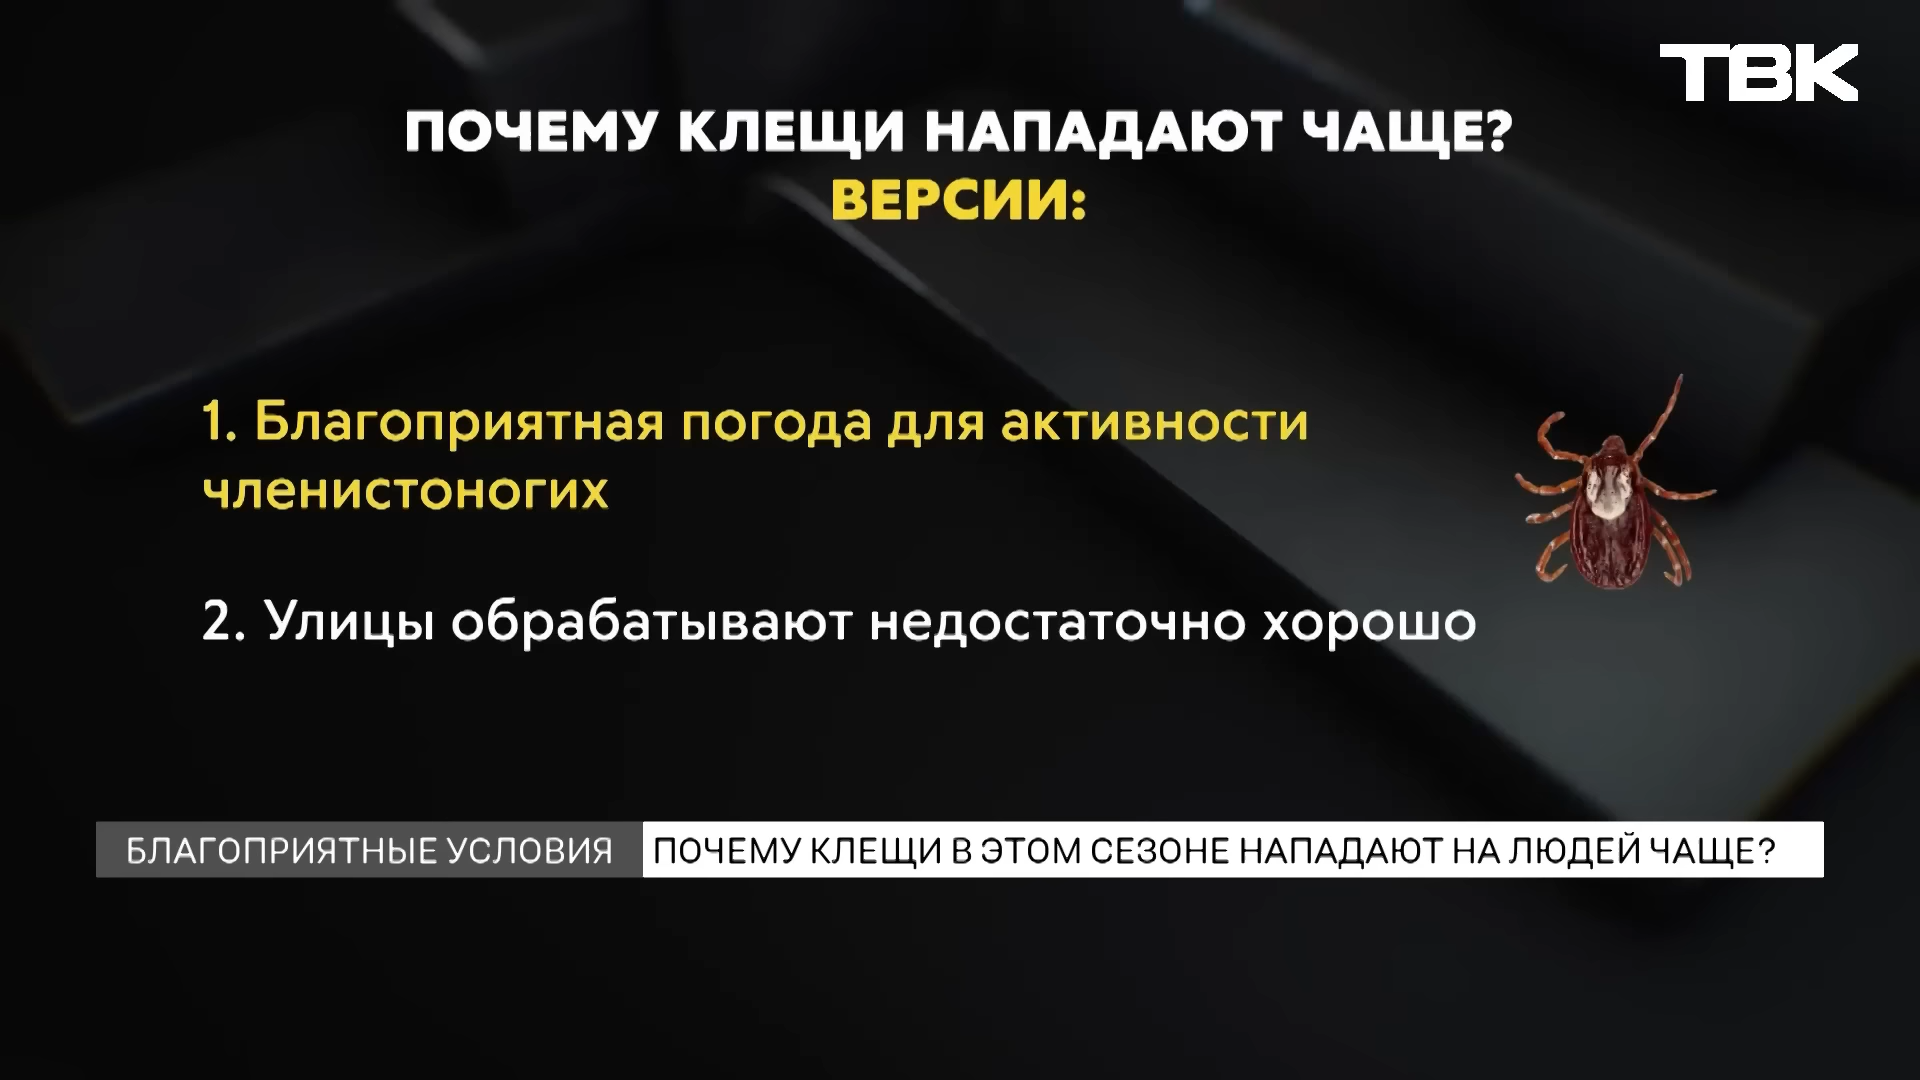 ТВК
ПОЧЕМУ КЛЕЩИ НАПАДАЮТ ЧАЩЕ?
ВЕРСИИ:
1. Благоприятная погода для активности
членистоногих
2. Улицы обрабатывают недостаточно хорошо
БЛАГОПРИЯТНЫЕ УСЛОВИЯ ПОЧЕМУ КЛЕЩИ В ЭТОМ СЕЗОНЕ НАПАДАЮТ НА ЛЮДЕЙ ЧАЩЕ?